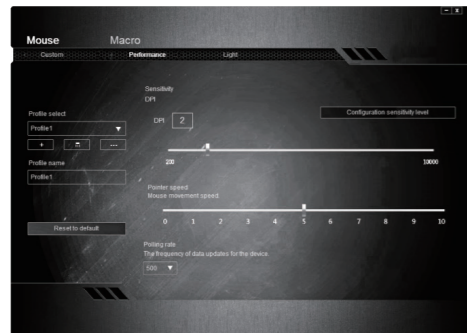 - x
Mouse Macro
Custom Performance Light
Sensitivity
DPI
Configuration sensitivity level
Profile select
DPI 2
Profile1
+ ---
200 10000
Profile name
Profile1
Pointer speed
Mouse movement speed
0 1 2 3 4 5 6 7 8 9 10
Reset to default
Polling rate
The frequency of data updates for the device.
500